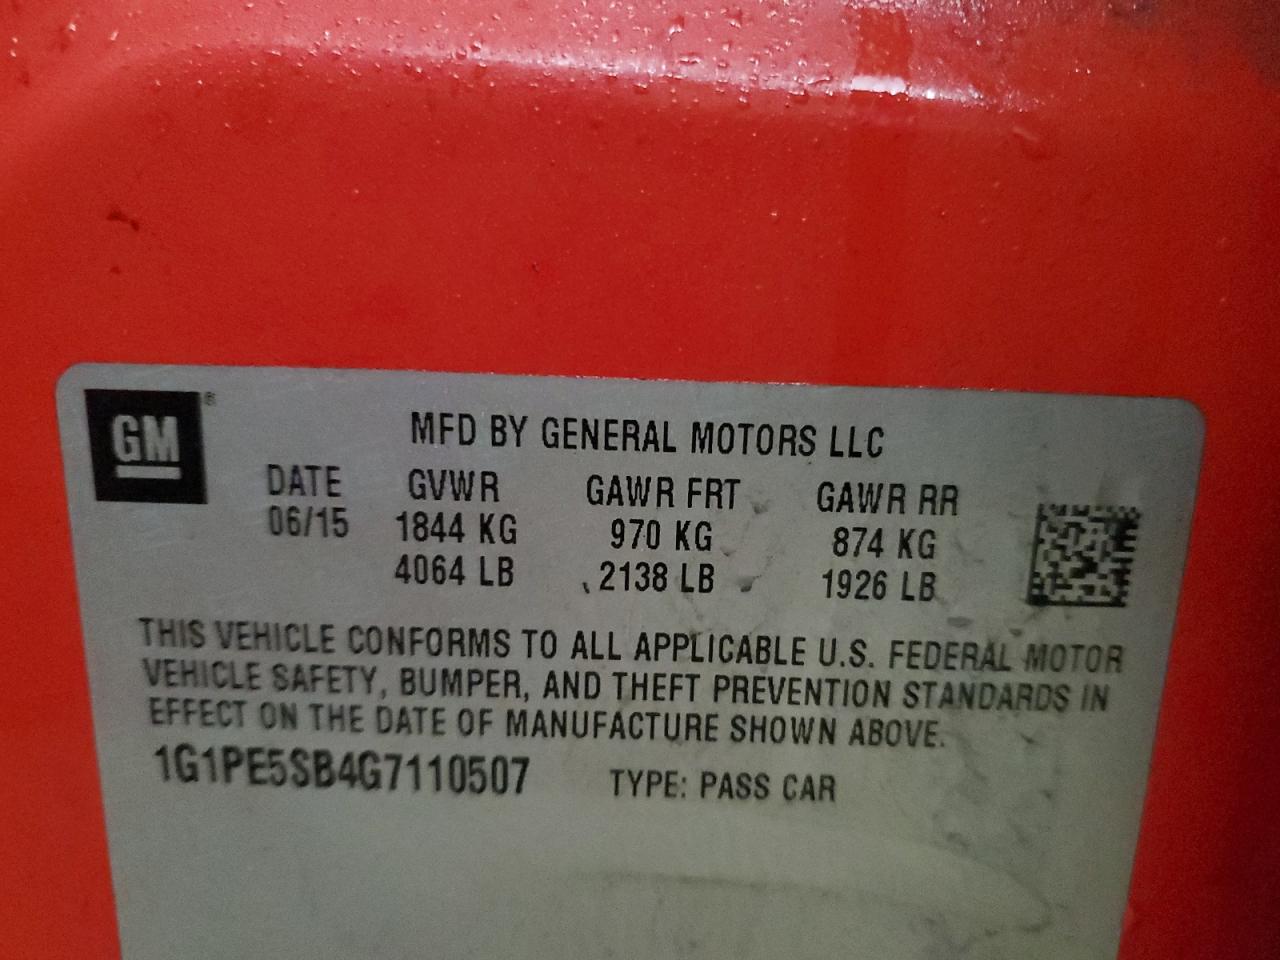 GM®
MFD BY GENERAL MOTORS LLC
DATE GVWR GAWR FRT GAWR RR
06/15 1844 KG 970 KG 874 KG
4064 LB 2138 LB 1926 LB
THIS VEHICLE CONFORMS TO ALL APPLICABLE U.S. FEDERAL MOTOR
VEHICLE SAFETY, BUMPER, AND THEFT PREVENTION STANDARDS IN
EFFECT ON THE DATE OF MANUFACTURE SHOWN ABOVE.
1G1PE5SB4G7110507 TYPE: PASS CAR